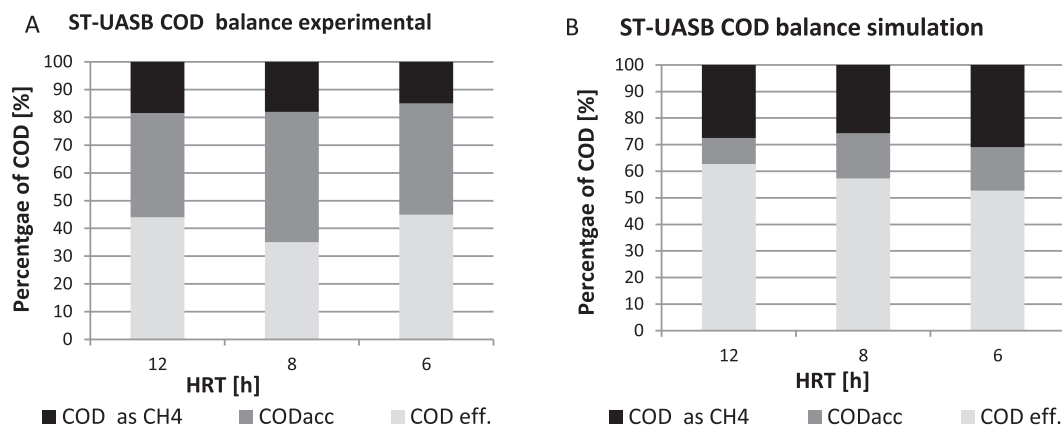 A ST-UASB COD balance experimental
Percentgae of COD [%]
100
90
80
70
60
50
40
30
20
10
0
12 8 6
HRT [h]
COD as CH4 CODacc COD eff.
B ST-UASB COD balance simulation
Percentgae of COD [%]
100
90
80
70
60
50
40
30
20
10
0
12 8 6
HRT [h]
COD as CH4 CODacc COD eff.